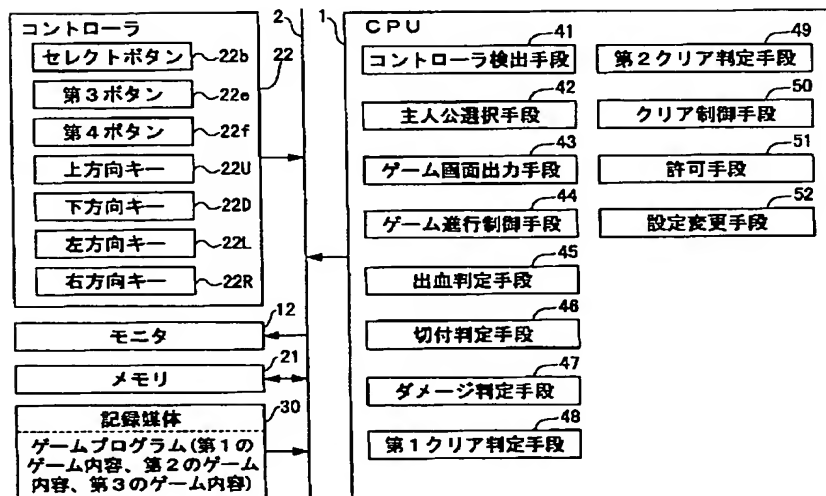 コントローラ
セレクトボタン
22b
22
第3ボタン
22e
第4ボタン
22f
上方向キー
22U
下方向キー
22D
左方向キー
22L
右方向キー
22R
12
モニタ
21
メモリ
30
記録媒体
ゲームプログラム(第1の
ゲーム内容、第2のゲーム
内容、第3のゲーム内容)
2
1
CPU
41
コントローラ検出手段
42
主人公選択手段
43
ゲーム画面出力手段
44
ゲーム進行制御手段
45
出血判定手段
46
切付判定手段
47
ダメージ判定手段
48
第1クリア判定手段
49
第2クリア判定手段
50
クリア制御手段
51
許可手段
52
設定変更手段